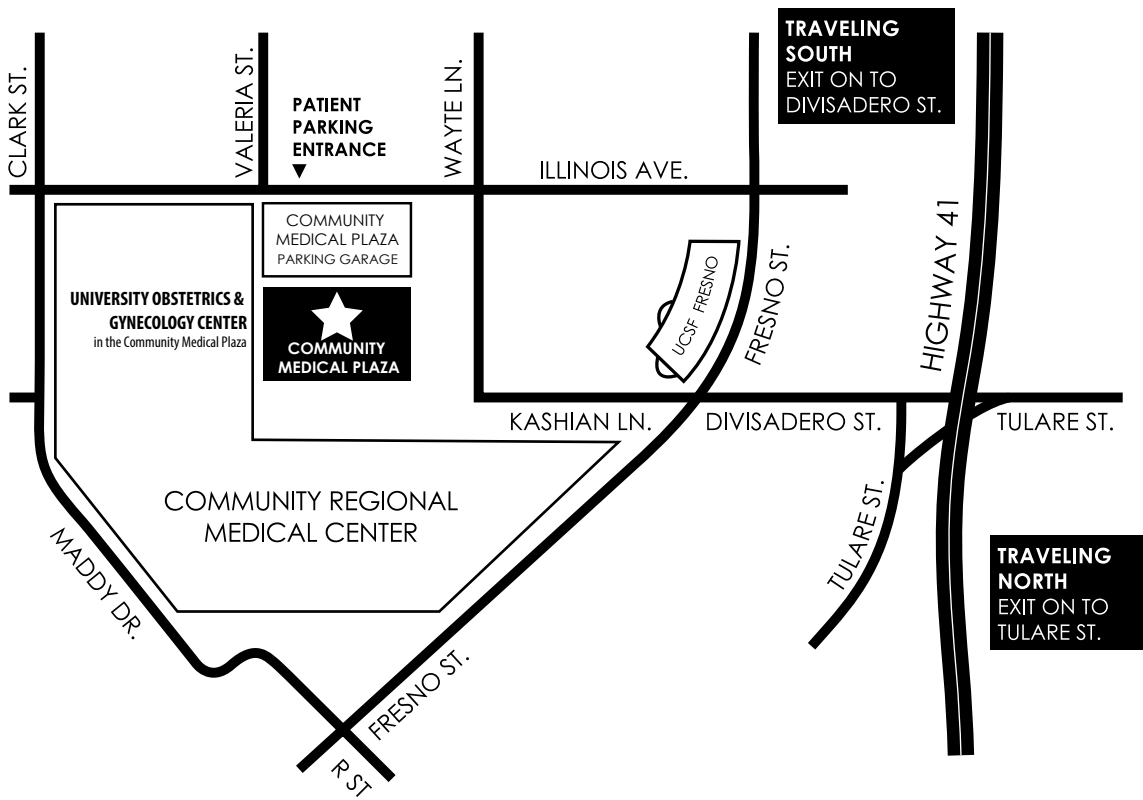 TRAVELING
SOUTH
EXIT ON TO
DIVISADERO ST.
CLARK ST.
VALERIA ST.
PATIENT
PARKING
ENTRANCE
WAYTE LN.
ILLINOIS AVE.
COMMUNITY
MEDICAL PLAZA
PARKING GARAGE
UNIVERSITY OBSTETRICS &
GYNECOLOGY CENTER
in the Community Medical Plaza
COMMUNITY
MEDICAL PLAZA
UCSF FRESNO
FRESNO ST.
HIGHWAY 41
KASHIAN LN.
DIVISADERO ST.
TULARE ST.
COMMUNITY REGIONAL
MEDICAL CENTER
TULARE ST.
MADDY DR.
TRAVELING
NORTH
EXIT ON TO
TULARE ST.
FRESNO ST.
R ST